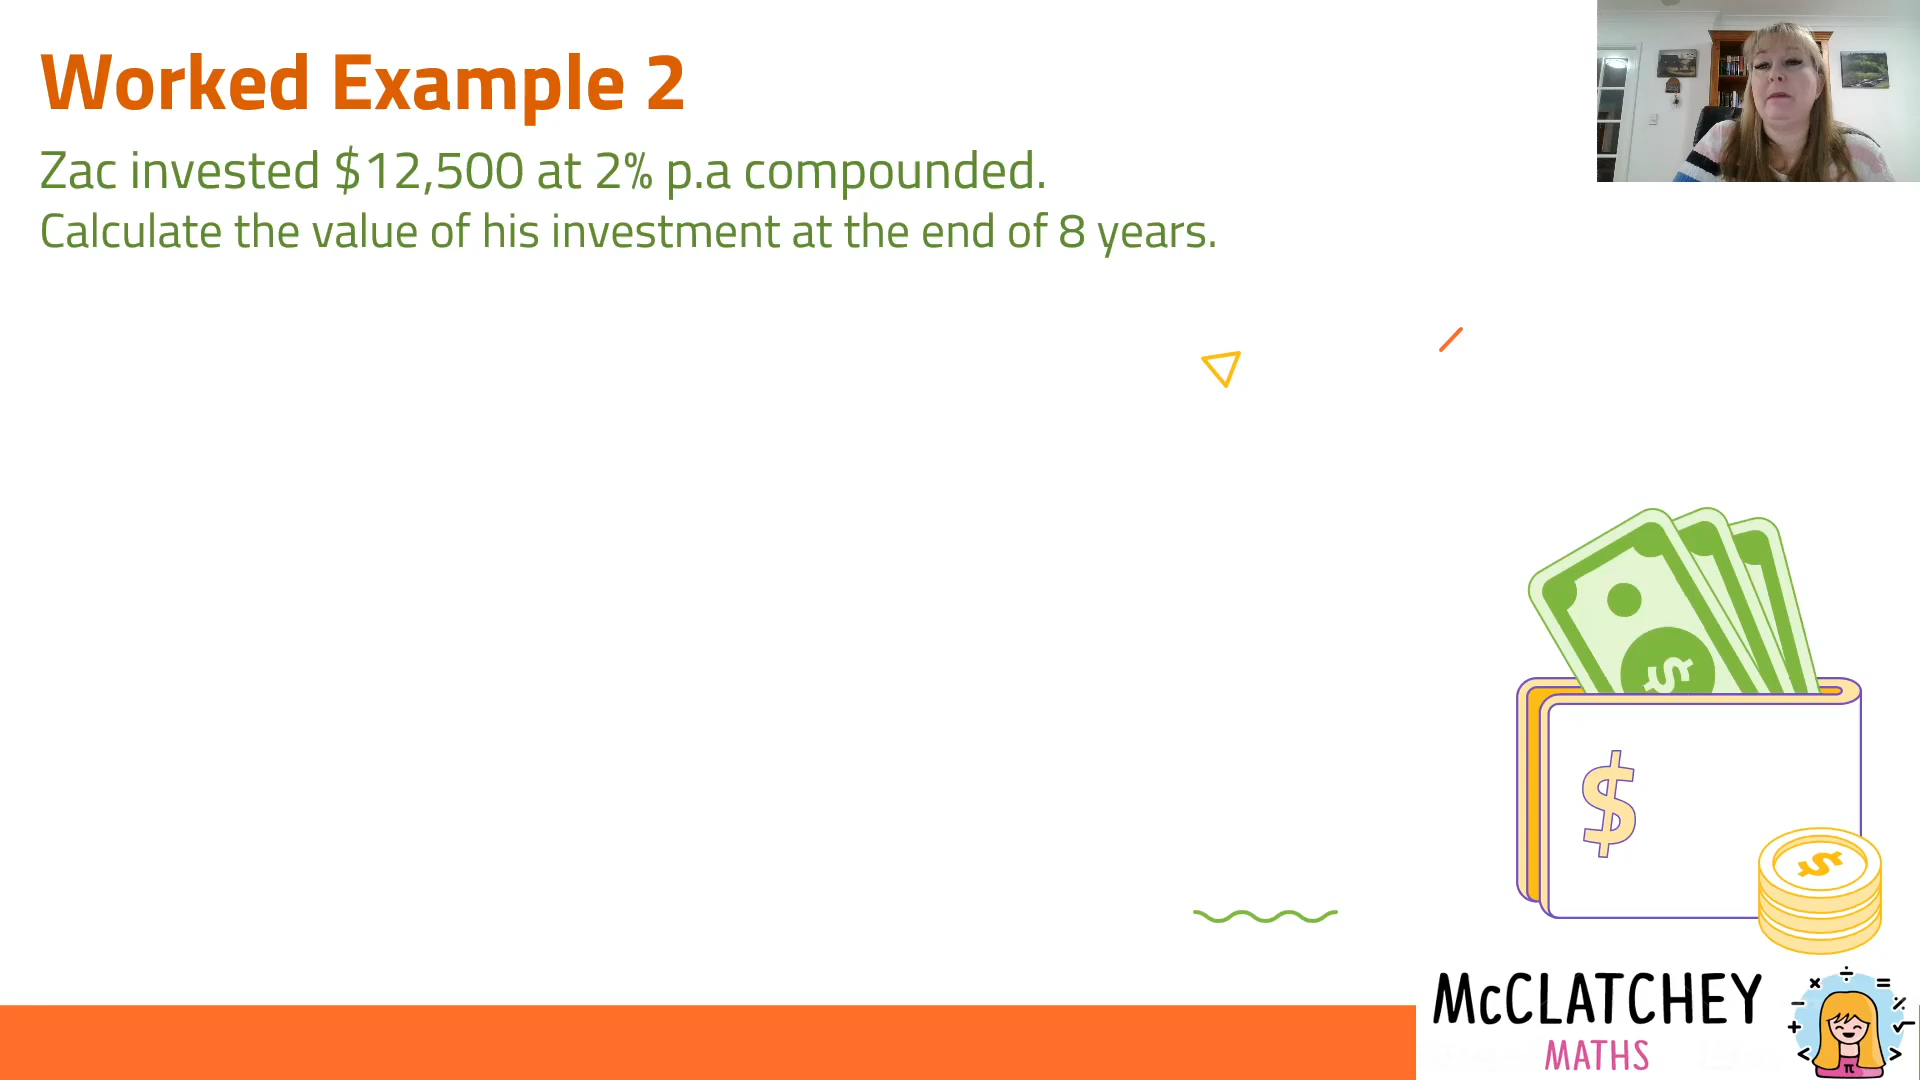 Worked Example 2
Zac invested $12,500 at 2% p.a compounded.
Calculate the value of his investment at the end of 8 years.
$
$
$
McCLATCHEY
MATHS
π